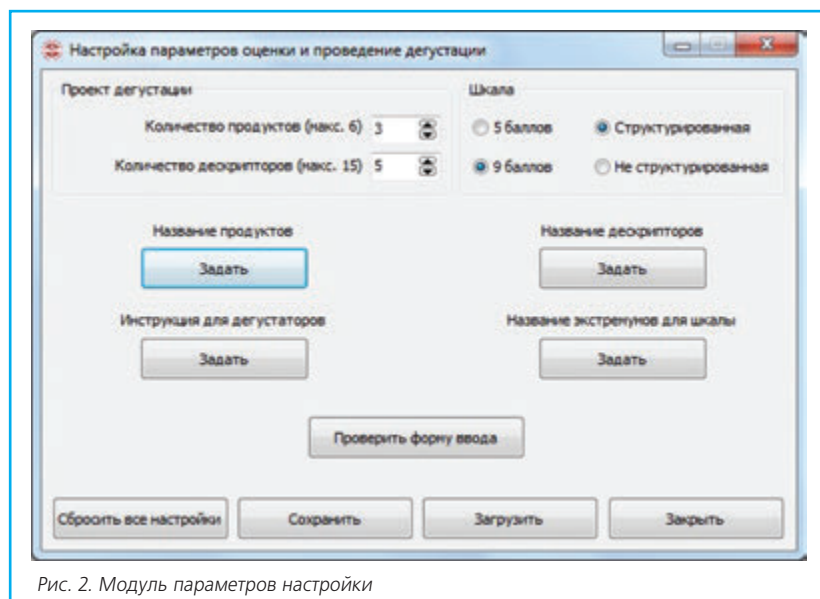 Настройка параметров оценки и проведение дегустации
Проект дегустации
Количество продуктов (макс. 6) 3
Количество дескрипторов (макс. 15) 5
Шкала
5 баллов
Структурированная
9 баллов
Не структурированная
Название продуктов
Задать
Название дескрипторов
Задать
Инструкция для дегустаторов
Задать
Название экстремумов для шкалы
Задать
Проверить форму ввода
Сбросить все настройки
Сохранить
Загрузить
Закрыть
Рис. 2. Модуль параметров настройки